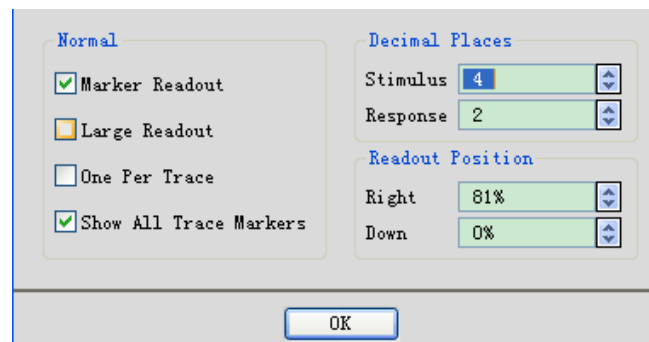 Normal
Marker Readout
Large Readout
One Per Trace
Show All Trace Markers
Decimal Places
Stimulus 4
Response 2
Readout Position
Right 81%
Down 0%
OK